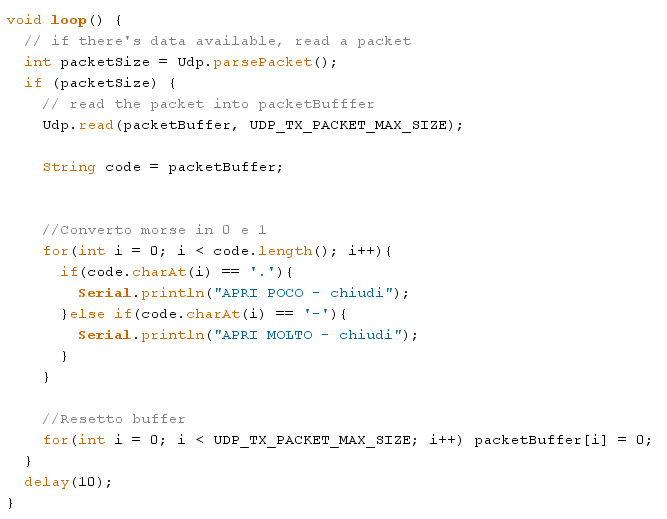 void loop() {
  // if there's data available, read a packet
  int packetSize = Udp.parsePacket();
  if (packetSize) {
    // read the packet into packetBufffer
    Udp.read(packetBuffer, UDP_TX_PACKET_MAX_SIZE);

    String code = packetBuffer;


    //Converto morse in 0 e 1
    for(int i = 0; i < code.length(); i++){
      if(code.charAt(i) == '.'){
        Serial.println("APRI POCO - chiudi");
      }else if(code.charAt(i) == '-'){
        Serial.println("APRI MOLTO - chiudi");
      }
    }

    //Resetto buffer
    for(int i = 0; i < UDP_TX_PACKET_MAX_SIZE; i++) packetBuffer[i] = 0;
  }
  delay(10);
}